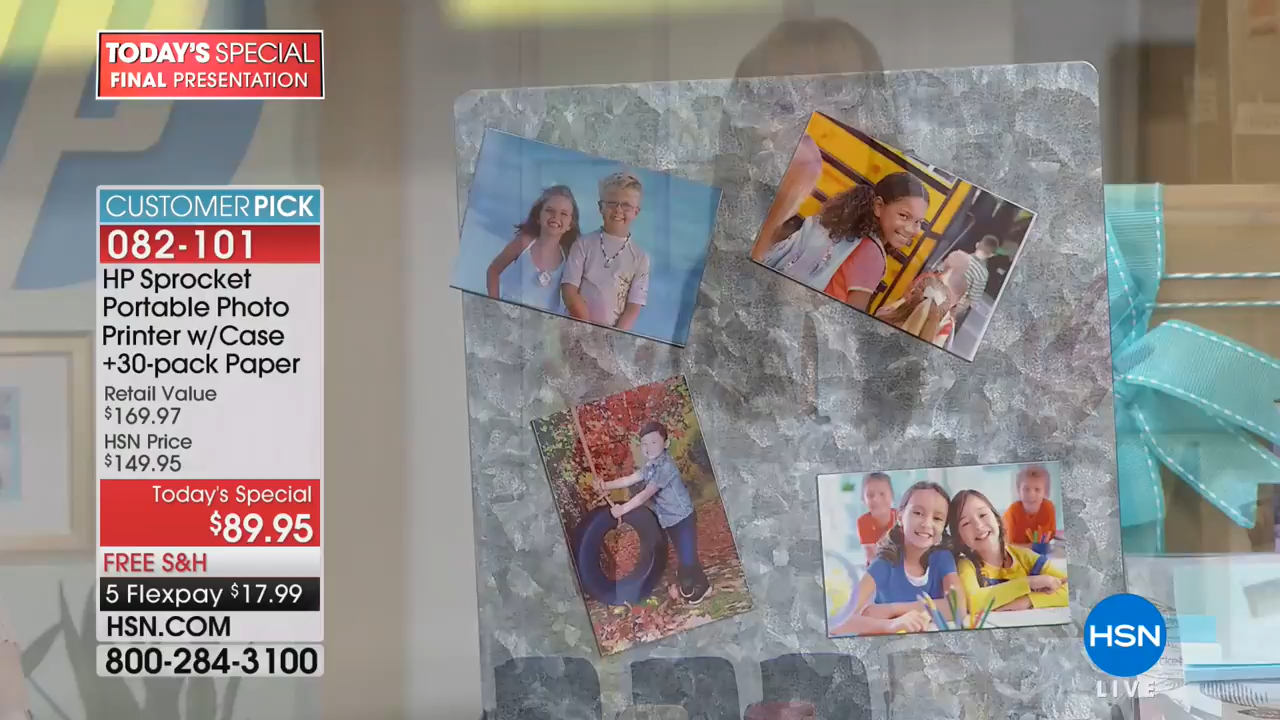 TODAY'S SPECIAL
FINAL PRESENTATION
CUSTOMER PICK
082-101
HP Sprocket
Portable Photo
Printer w/Case
+30-pack Paper
Retail Value
$169.97
HSN Price
$149.95
Today's Special
$89.95
FREE S&H
5 Flexpay $17.99
HSN.COM
800-284-3100
HSN
LIVE